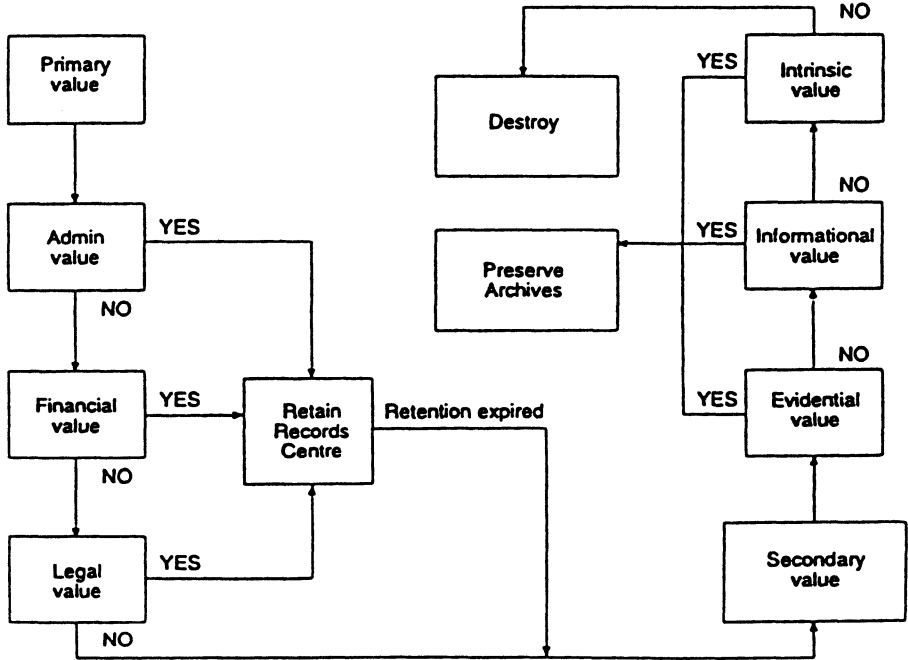 Primary
value
Admin
value
YES
NO
Financial
value
YES
NO
Legal
value
YES
NO
Retain
Records
Centre
Retention expired
Destroy
Preserve
Archives
NO
YES
Intrinsic
value
NO
YES
Informational
value
NO
YES
Evidential
value
Secondary
value